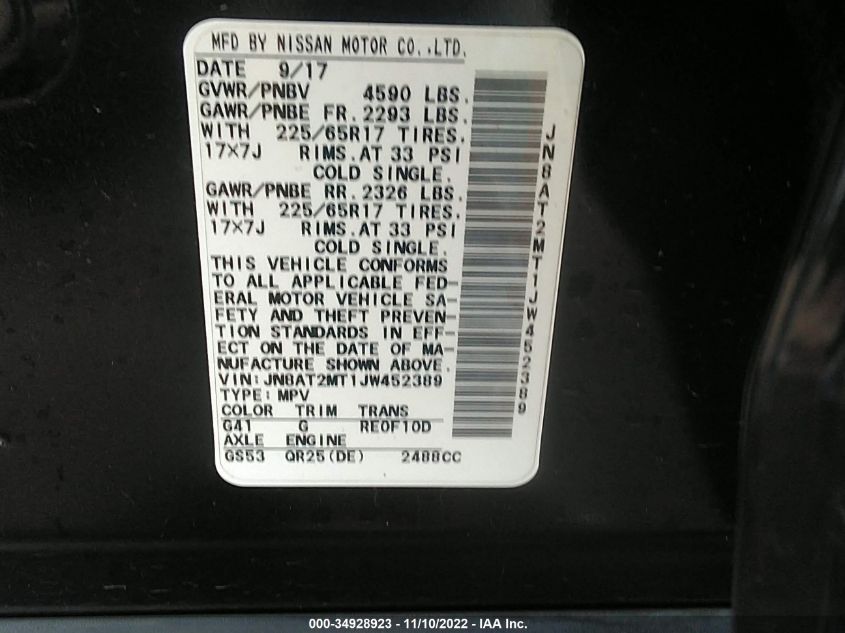 MFD BY NISSAN MOTOR CO.,LTD.
DATE 9/17
GVWR/PNBV 4590 LBS.
GAWR/PNBE FR. 2293 LBS.
WITH 225/65R17 TIRES.
17×7J RIMS. AT 33 PSI
COLD SINGLE.
GAWR/PNBE RR. 2326 LBS.
WITH 225/65R17 TIRES.
17×7J RIMS. AT 33 PSI
COLD SINGLE.
THIS VEHICLE CONFORMS
TO ALL APPLICABLE FED-
ERAL MOTOR VEHICLE SA-
FETY AND THEFT PREVEN-
TION STANDARDS IN EFF-
ECT ON THE DATE OF MA-
NUFACTURE SHOWN ABOVE.
VIN: JN8AT2MT1JW452389
TYPE: MPV
COLOR TRIM TRANS
G41 G RE0F10D
AXLE ENGINE
GS53 QR25(DE) 2488CC
JN8AT2MT1JW452389
000-34928923 - 11/10/2022 - IAA Inc.